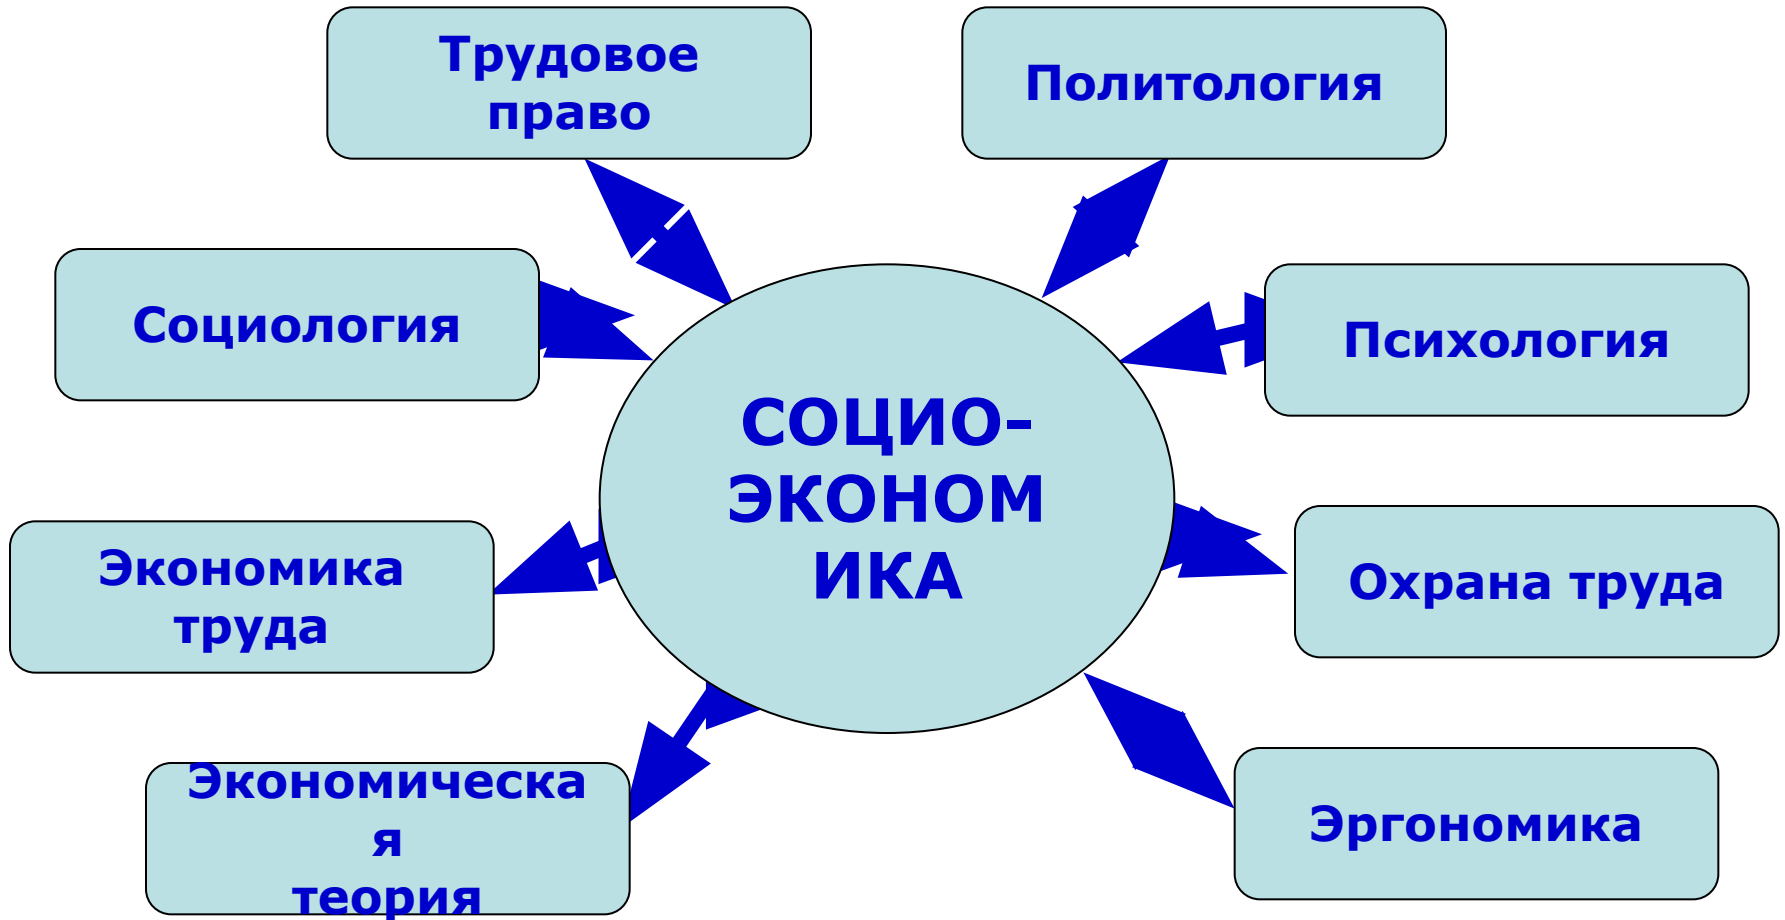 Трудовое
право
Политология
Социология
Психология
СОЦИО–
ЭКОНОМ
ИКА
Экономика
труда
Охрана труда
Экономическа
я
теория
Эргономика